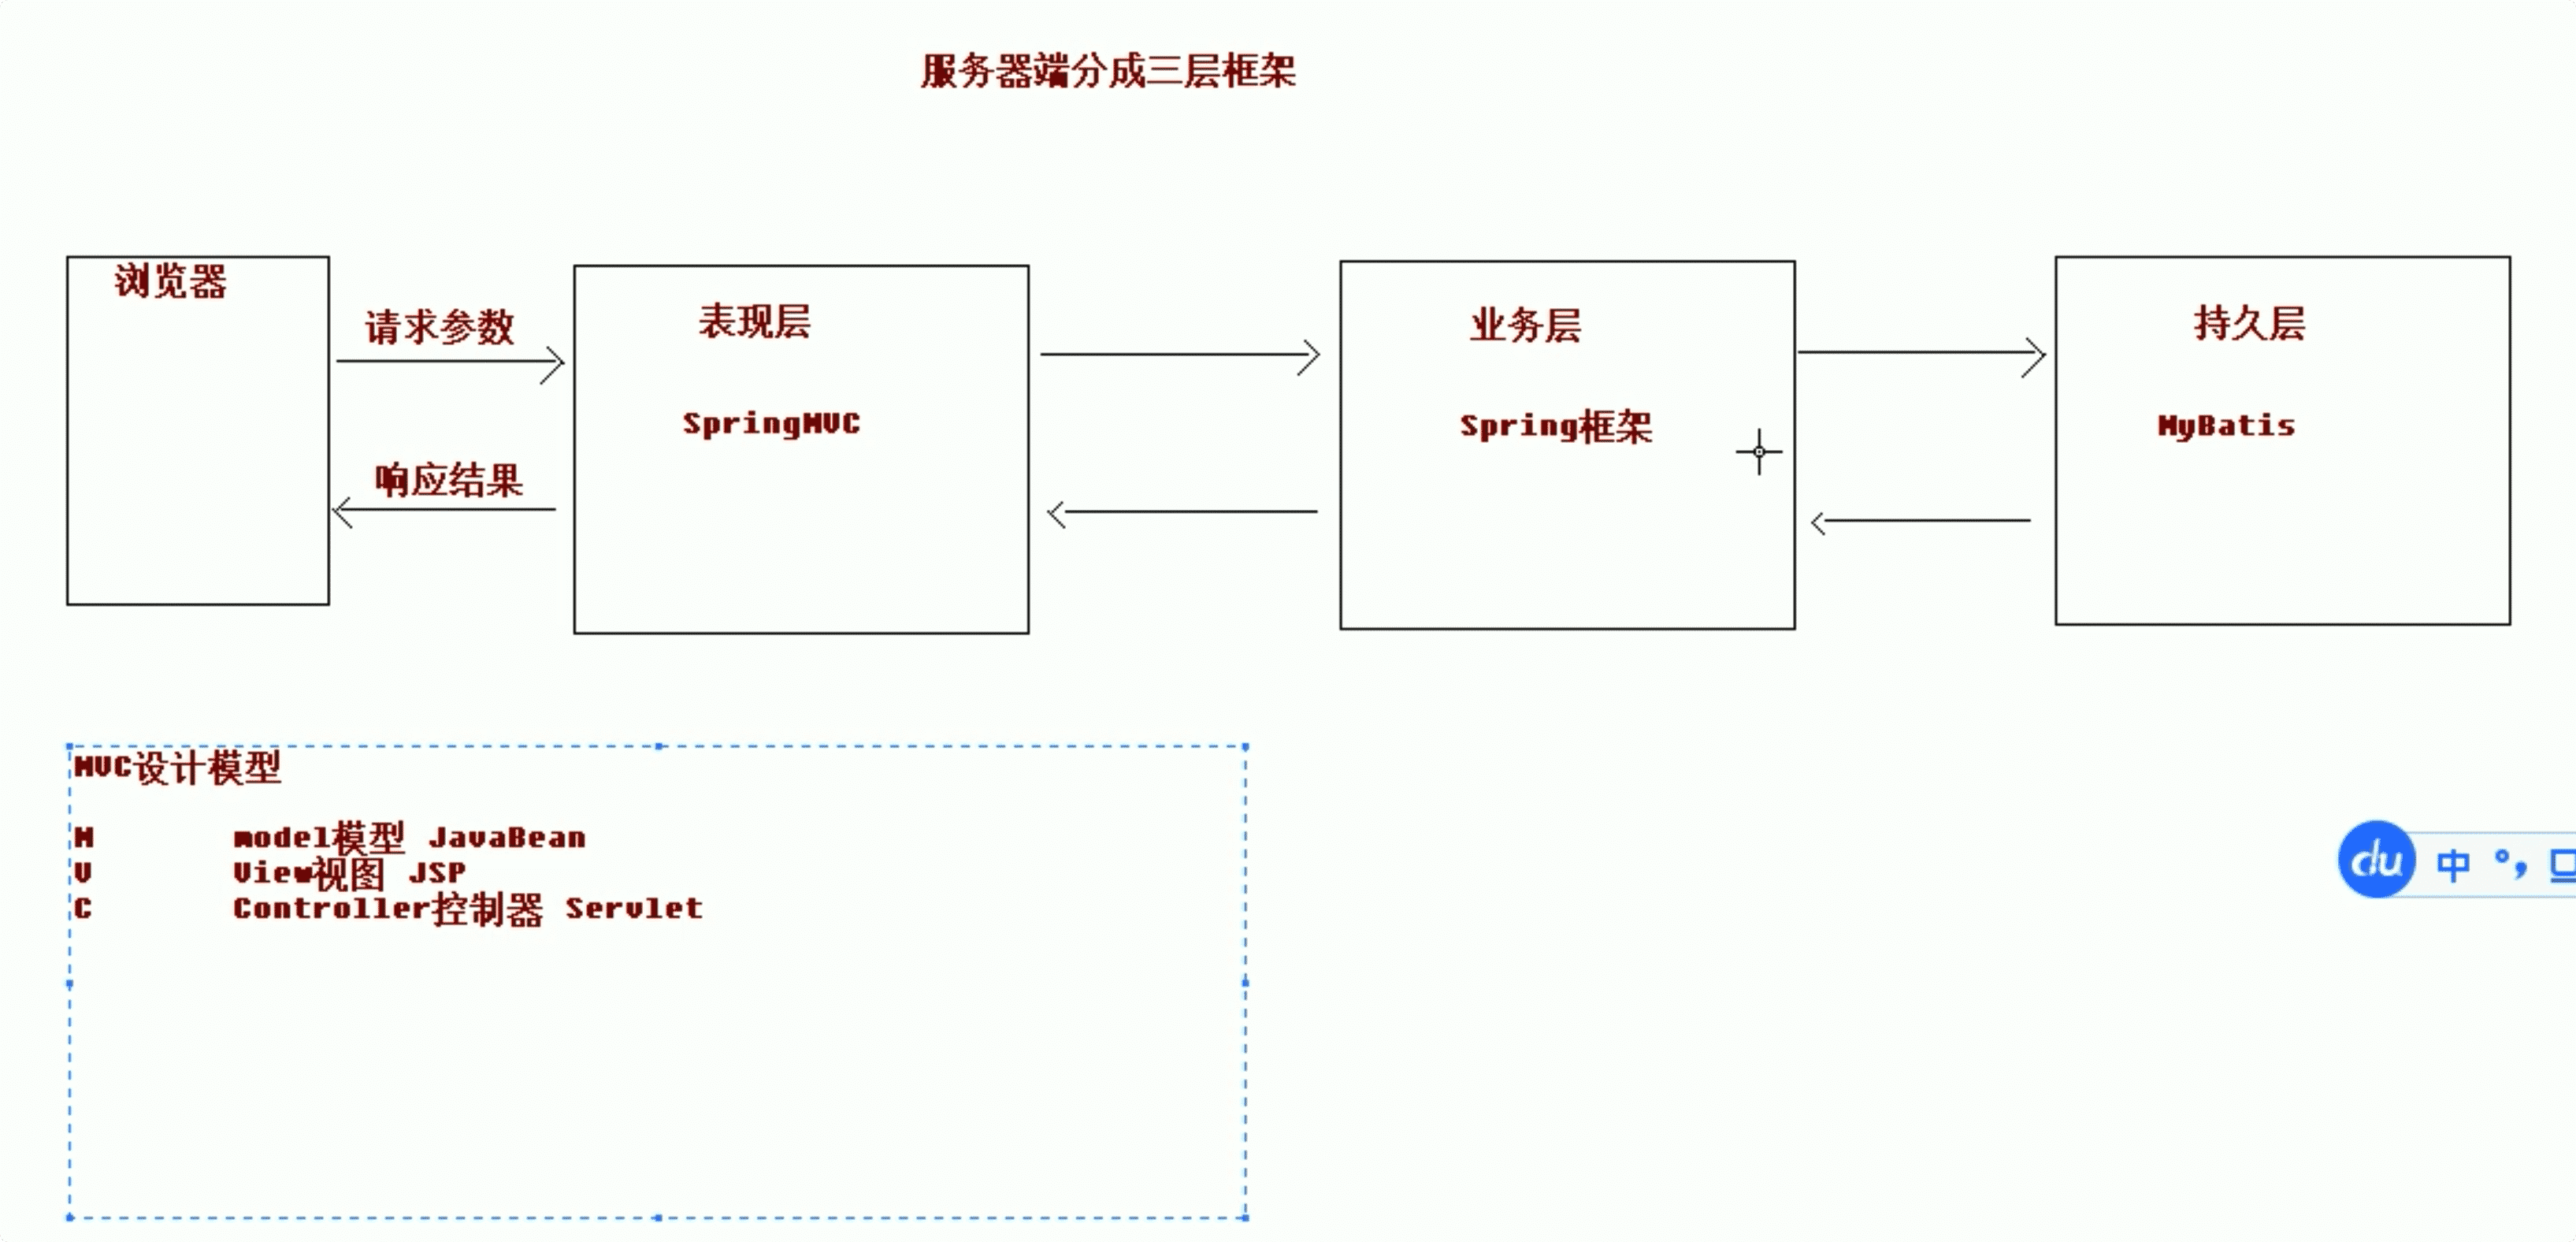 服务器端分成三层框架
浏览器
请求参数
响应结果
表现层
SpringMVC
业务层
Spring框架
持久层
MyBatis
MVC设计模型
M model模型 JavaBean
V View视图 JSP
C Controller控制器 Servlet
du 中 °,